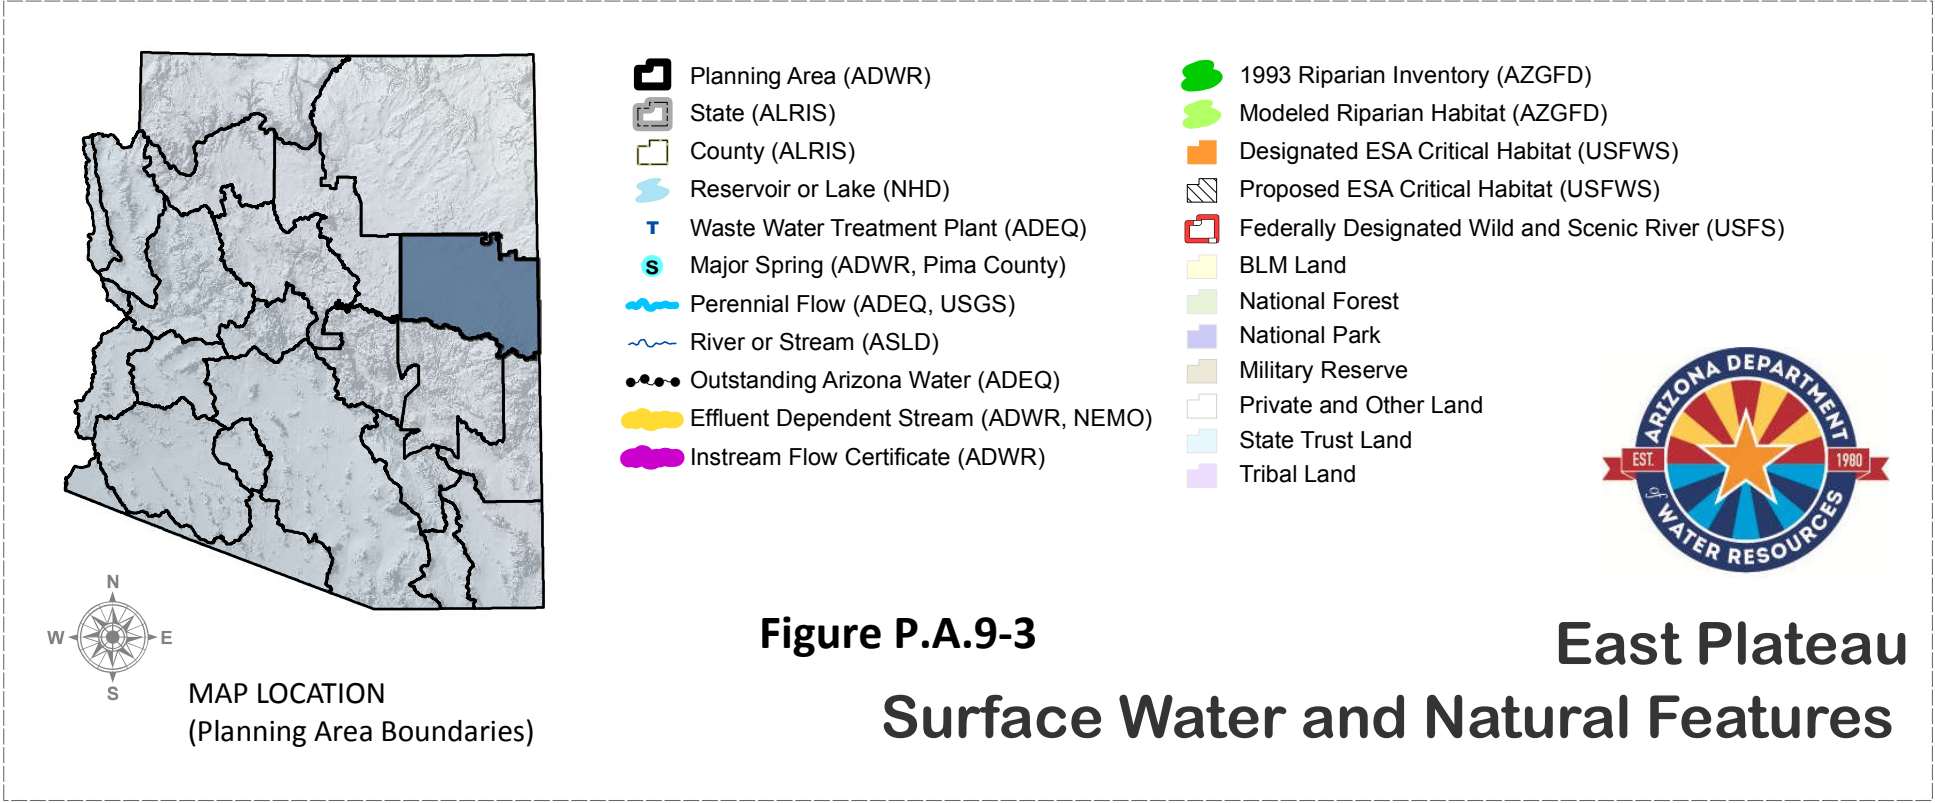 Planning Area (ADWR)
State (ALRIS)
County (ALRIS)
Reservoir or Lake (NHD)
T Waste Water Treatment Plant (ADEQ)
S Major Spring (ADWR, Pima County)
Perennial Flow (ADEQ, USGS)
River or Stream (ASLD)
Outstanding Arizona Water (ADEQ)
Effluent Dependent Stream (ADWR, NEMO)
Instream Flow Certificate (ADWR)
1993 Riparian Inventory (AZGFD)
Modeled Riparian Habitat (AZGFD)
Designated ESA Critical Habitat (USFWS)
Proposed ESA Critical Habitat (USFWS)
Federally Designated Wild and Scenic River (USFS)
BLM Land
National Forest
National Park
Military Reserve
Private and Other Land
State Trust Land
Tribal Land
ARIZONA DEPARTMENT
EST. 1980
of WATER RESOURCES
N
W E
S
MAP LOCATION
(Planning Area Boundaries)
Figure P.A.9-3
East Plateau
Surface Water and Natural Features